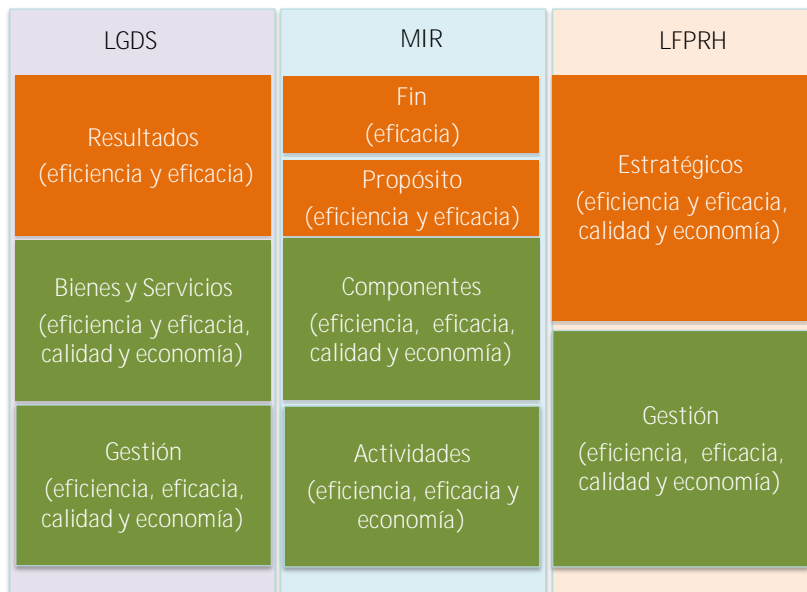 LGDS
Resultados
(eficiencia y eficacia)
Bienes y Servicios
(eficiencia y eficacia,
calidad y economía)
Gestión
(eficiencia, eficacia,
calidad y economía)
MIR
Fin
(eficacia)
Propósito
(eficiencia y eficacia)
Componentes
(eficiencia, eficacia,
calidad y economía)
Actividades
(eficiencia, eficacia y
economía)
LFPRH
Estratégicos
(eficiencia y eficacia,
calidad y economía)
Gestión
(eficiencia, eficacia,
calidad y economía)